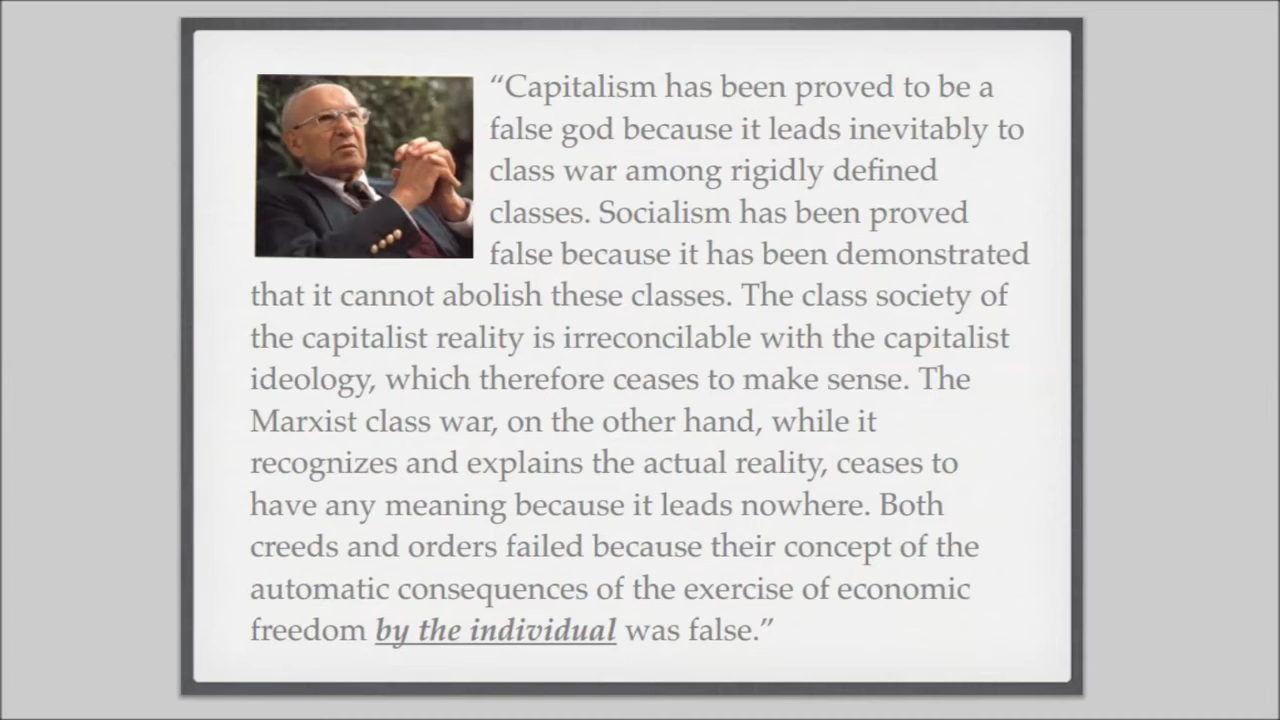 “Capitalism has been proved to be a
false god because it leads inevitably to
class war among rigidly defined
classes. Socialism has been proved
false because it has been demonstrated
that it cannot abolish these classes. The class society of
the capitalist reality is irreconcilable with the capitalist
ideology, which therefore ceases to make sense. The
Marxist class war, on the other hand, while it
recognizes and explains the actual reality, ceases to
have any meaning because it leads nowhere. Both
creeds and orders failed because their concept of the
automatic consequences of the exercise of economic
freedom by the individual was false.”